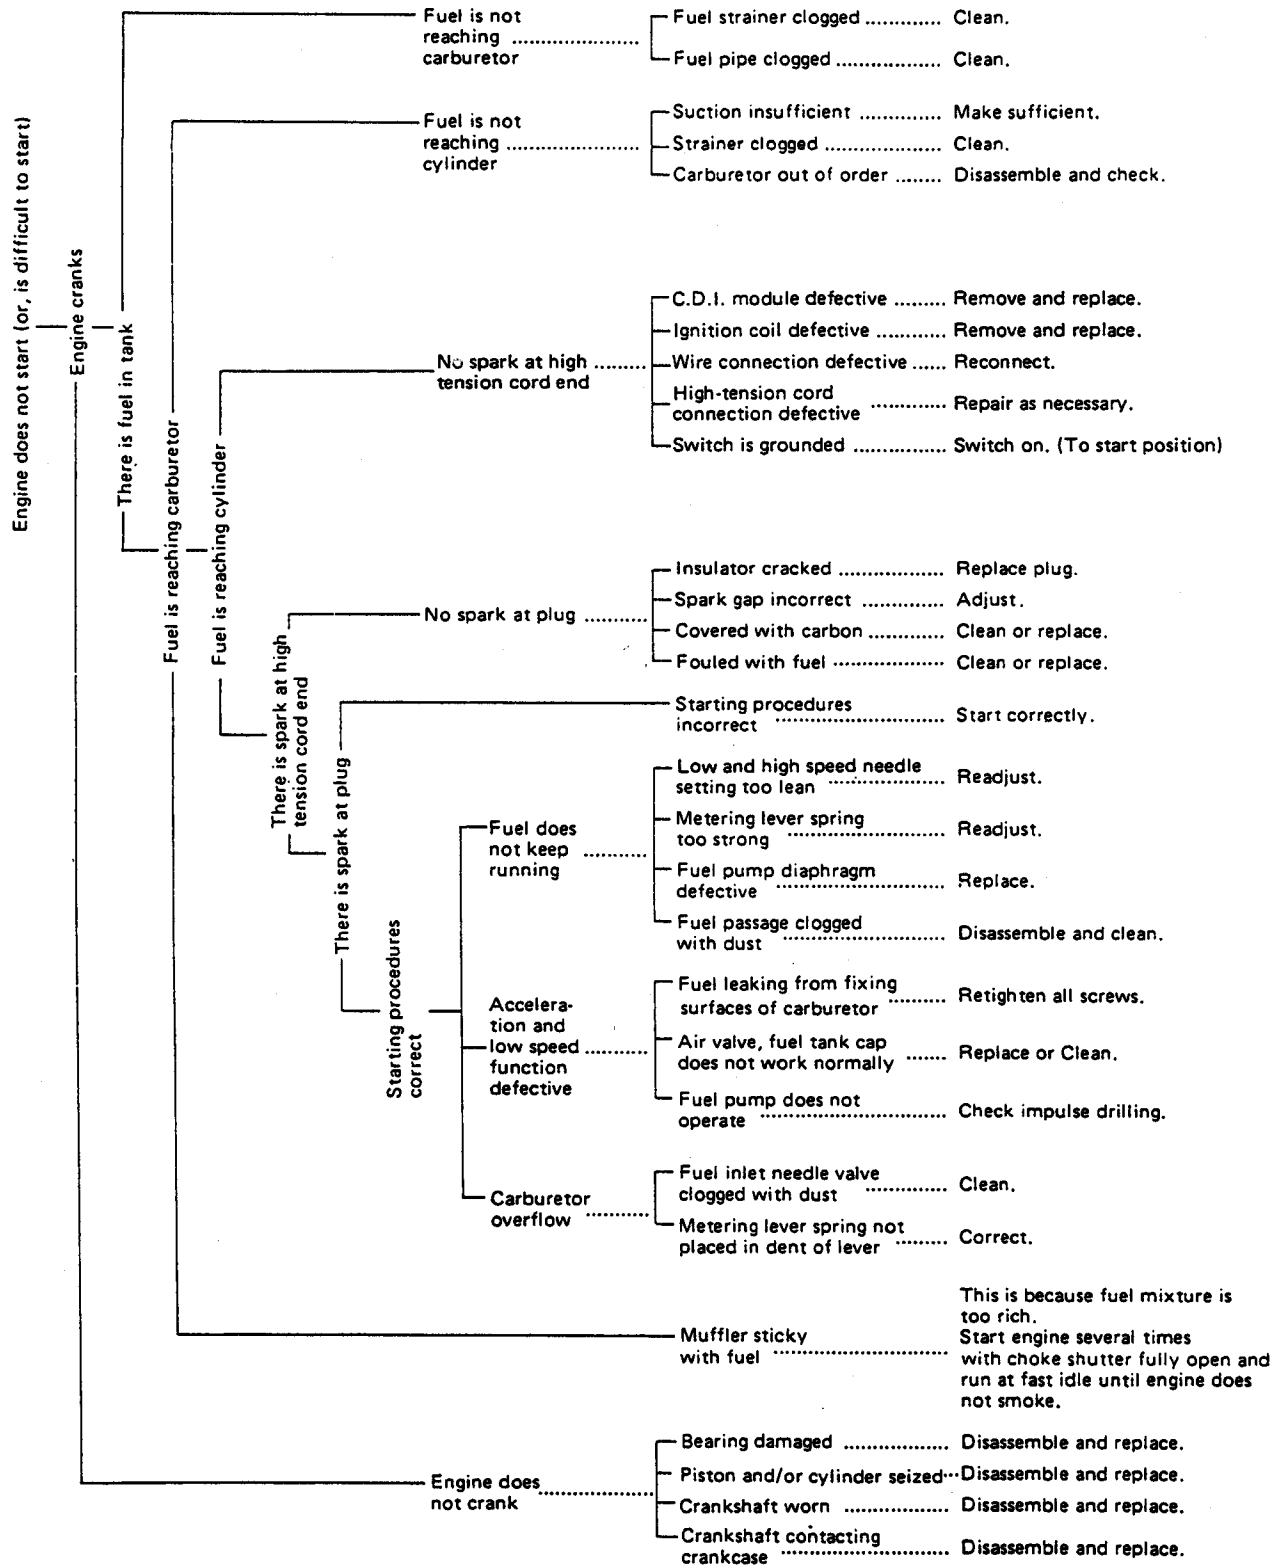 Engine does not start (or, is difficult to start)
Engine cranks
There is fuel in tank
Fuel is reaching carburetor
Fuel is reaching cylinder
There is spark at high
tension cord end
There is spark at plug
Starting procedures
correct
Fuel is not
reaching
carburetor
Fuel strainer clogged ............. Clean.
Fuel pipe clogged .................. Clean.
Fuel is not
reaching
cylinder
Suction insufficient .............. Make sufficient.
Strainer clogged .................... Clean.
Carburetor out of order ........ Disassemble and check.
No spark at high
tension cord end
C.D.I. module defective ......... Remove and replace.
Ignition coil defective ............ Remove and replace.
Wire connection defective ...... Reconnect.
High-tension cord
connection defective ............. Repair as necessary.
Switch is grounded ................ Switch on. (To start position)
No spark at plug
Insulator cracked .................. Replace plug.
Spark gap incorrect .............. Adjust.
Covered with carbon ............ Clean or replace.
Fouled with fuel ................... Clean or replace.
Starting procedures
incorrect ............................. Start correctly.
Fuel does
not keep
running
Low and high speed needle
setting too lean .................... Readjust.
Metering lever spring
too strong ........................... Readjust.
Fuel pump diaphragm
defective ............................. Replace.
Fuel passage clogged
with dust ............................ Disassemble and clean.
Accelera-
tion and
low speed
function
defective
Fuel leaking from fixing
surfaces of carburetor .......... Retighten all screws.
Air valve, fuel tank cap
does not work normally ....... Replace or Clean.
Fuel pump does not
operate ............................... Check impulse drilling.
Carburetor
overflow
Fuel inlet needle valve
clogged with dust .............. Clean.
Metering lever spring not
placed in dent of lever ......... Correct.
Muffler sticky
with fuel
This is because fuel mixture is
too rich.
Start engine several times
with choke shutter fully open and
run at fast idle until engine does
not smoke.
Engine does
not crank
Bearing damaged .................. Disassemble and replace.
Piston and/or cylinder seized... Disassemble and replace.
Crankshaft worn .................. Disassemble and replace.
Crankshaft contacting
crankcase ............................ Disassemble and replace.